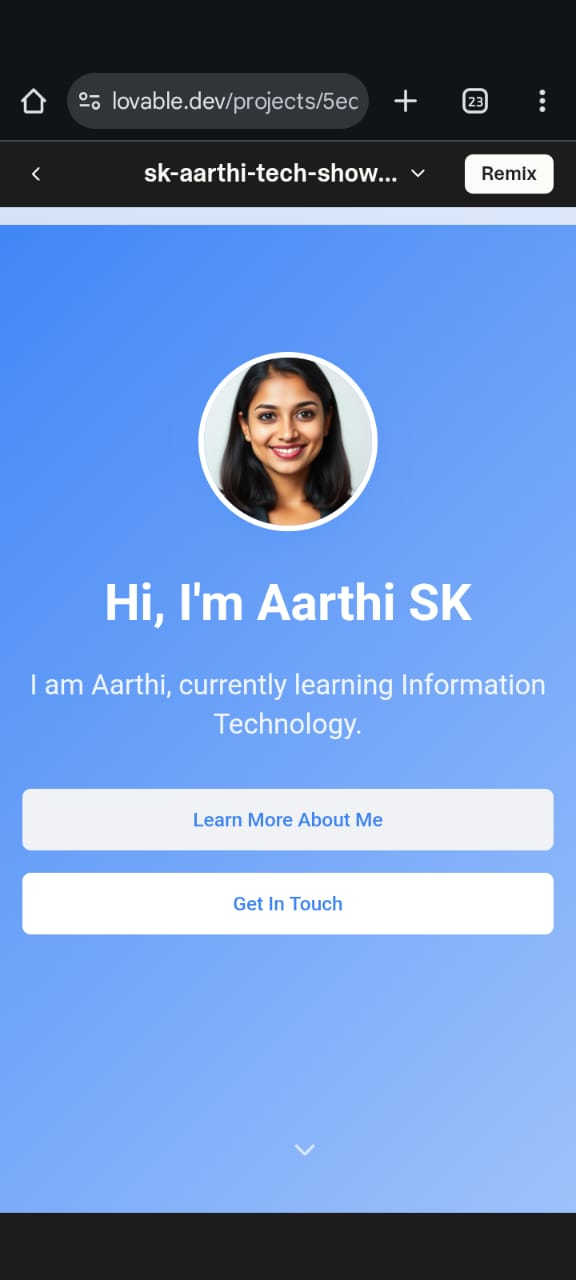 lovable.dev/projects/5ec
23
sk-aarthi-tech-show...
Remix
Hi, I'm Aarthi SK
I am Aarthi, currently learning Information
Technology.
Learn More About Me
Get In Touch